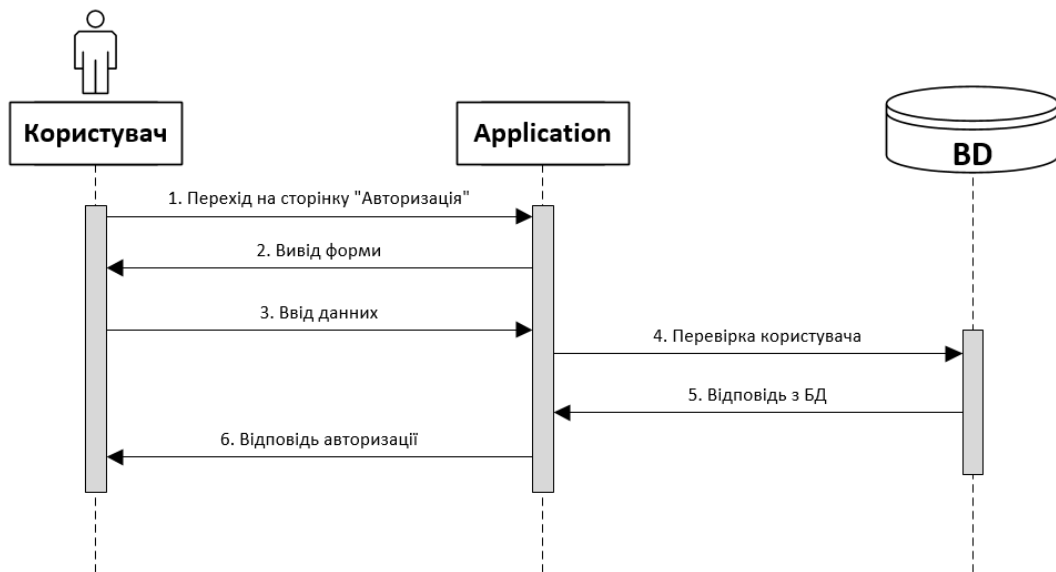 Користувач
Application
BD
1. Перехід на сторінку "Авторизація"
2. Вивід форми
3. Ввід данних
4. Перевірка користувача
5. Відповідь з БД
6. Відповідь авторизації